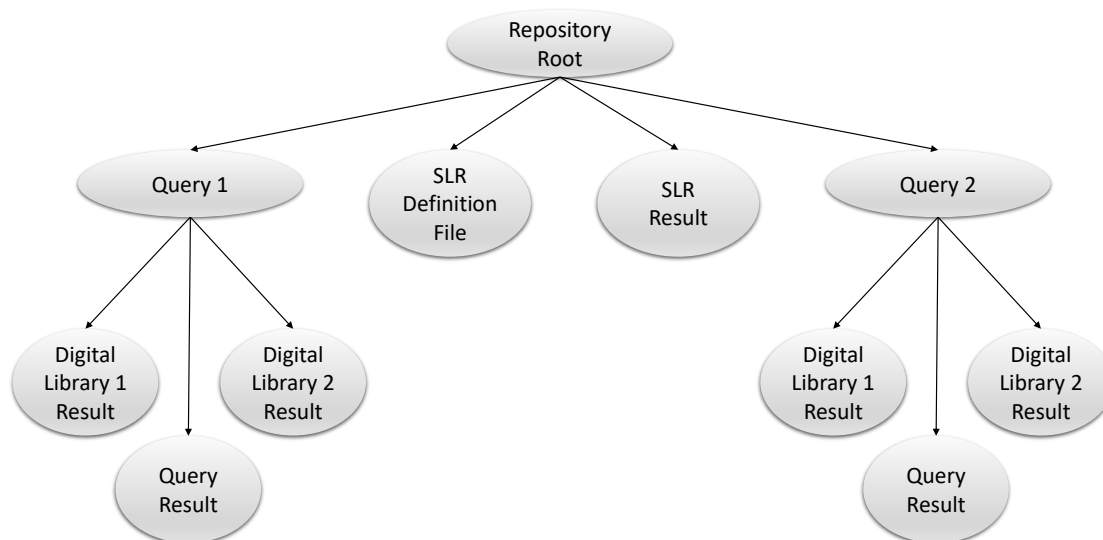 Repository
Root
Query 1
SLR
Definition
File
SLR
Result
Query 2
Digital
Library 1
Result
Digital
Library 2
Result
Query
Result
Digital
Library 1
Result
Digital
Library 2
Result
Query
Result